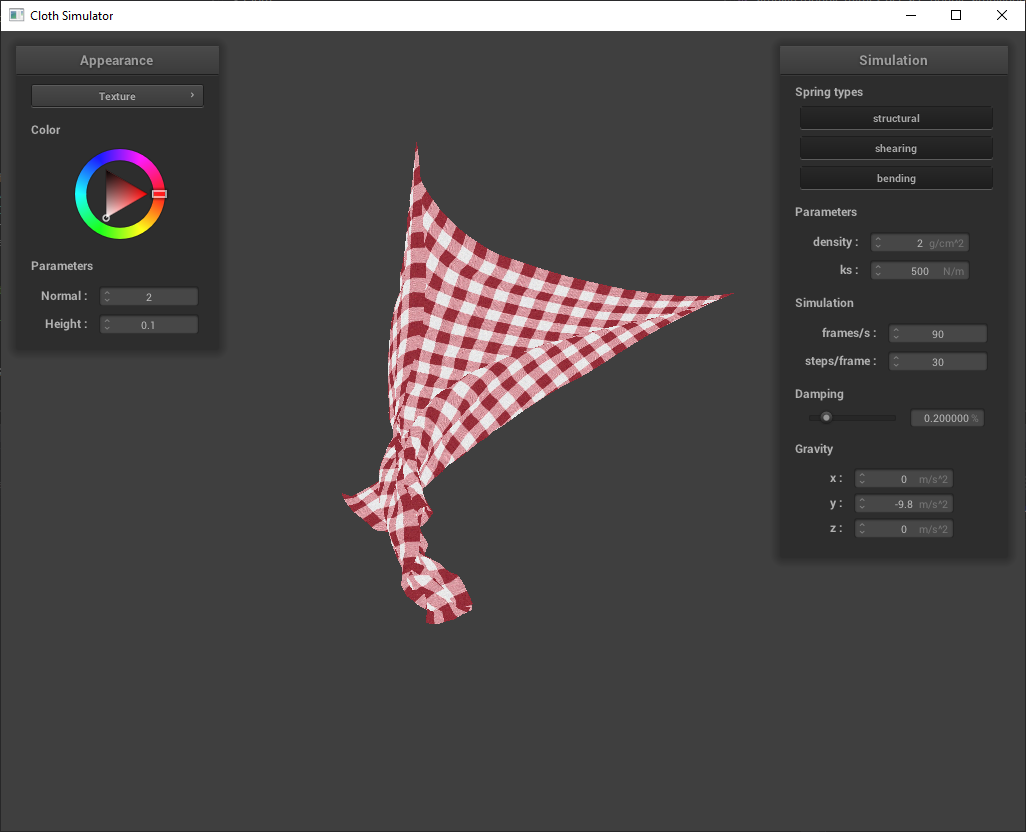 Cloth Simulator
Appearance
Texture
Color
Parameters
Normal : 2
Height : 0.1
Simulation
Spring types
structural
shearing
bending
Parameters
density : 2 g/cm^2
ks : 500 N/m
Simulation
frames/s : 90
steps/frame : 30
Damping
0.200000 %
Gravity
x : 0 m/s^2
y : -9.8 m/s^2
z : 0 m/s^2